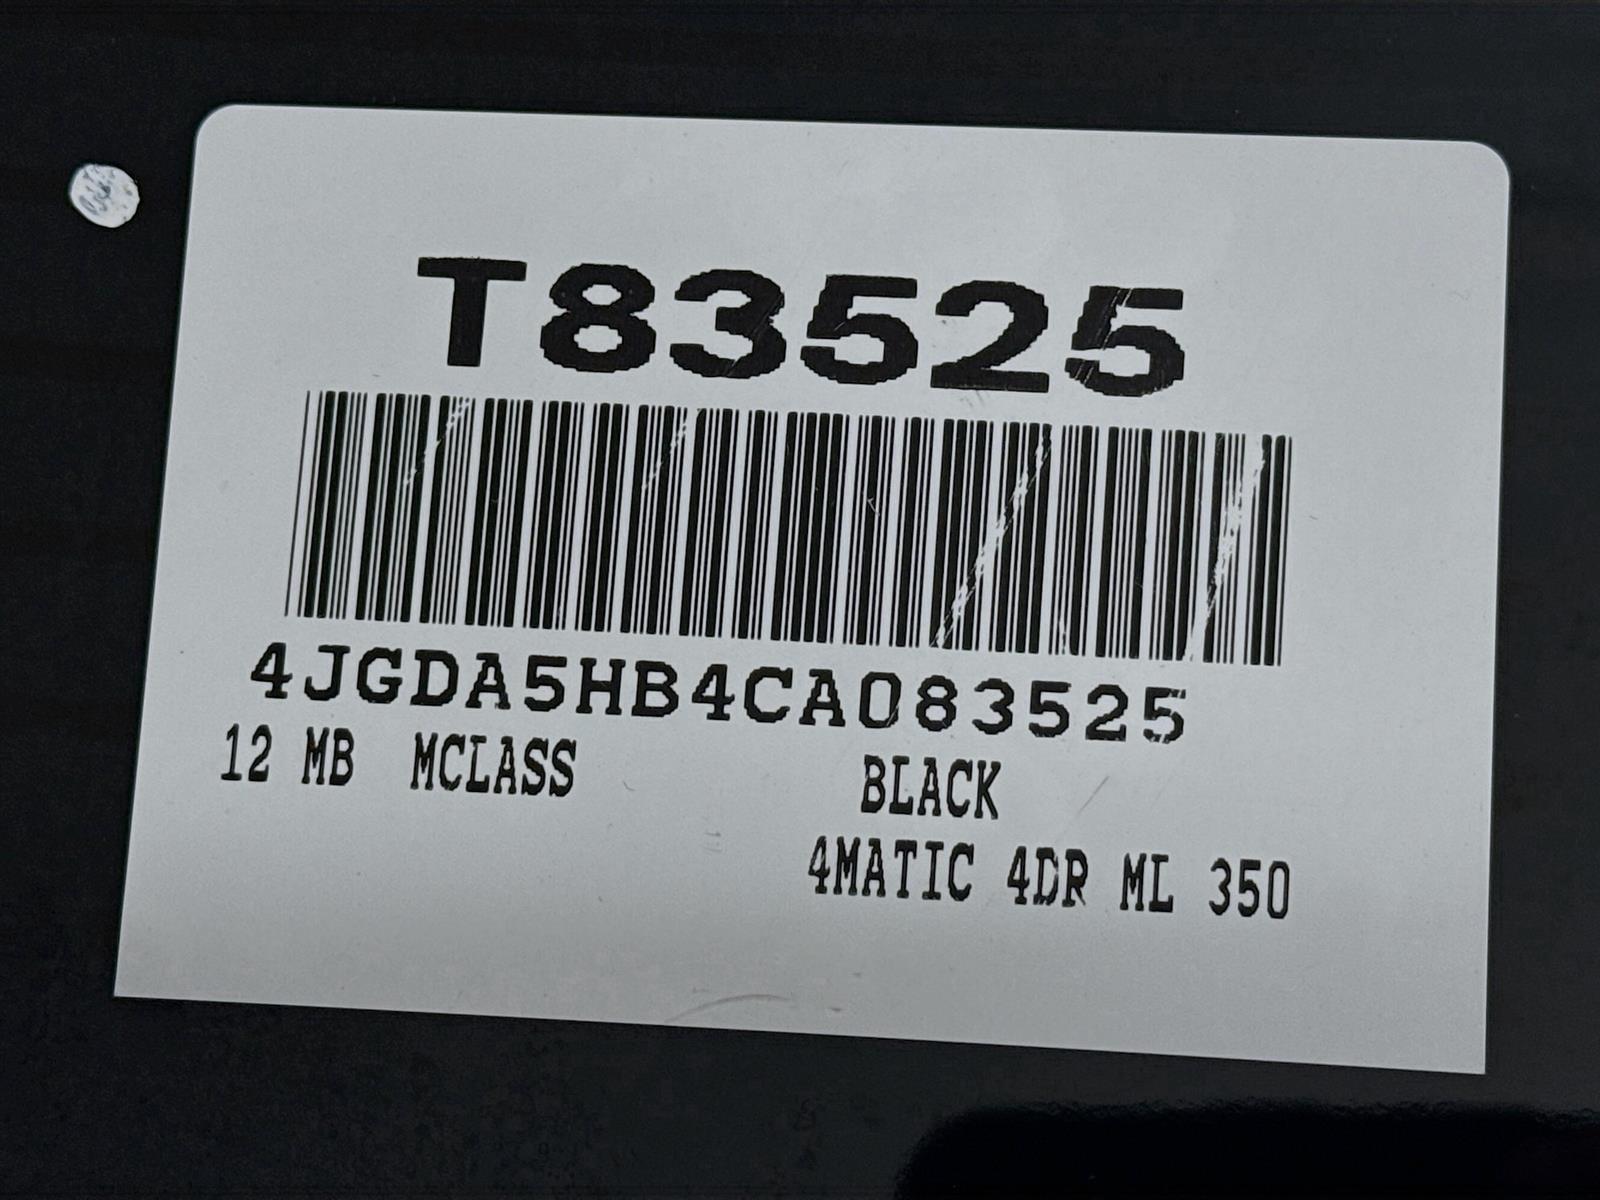 T83525
4JGDA5HB4CA083525
12 MB MCLASS BLACK
4MATIC 4DR ML 350